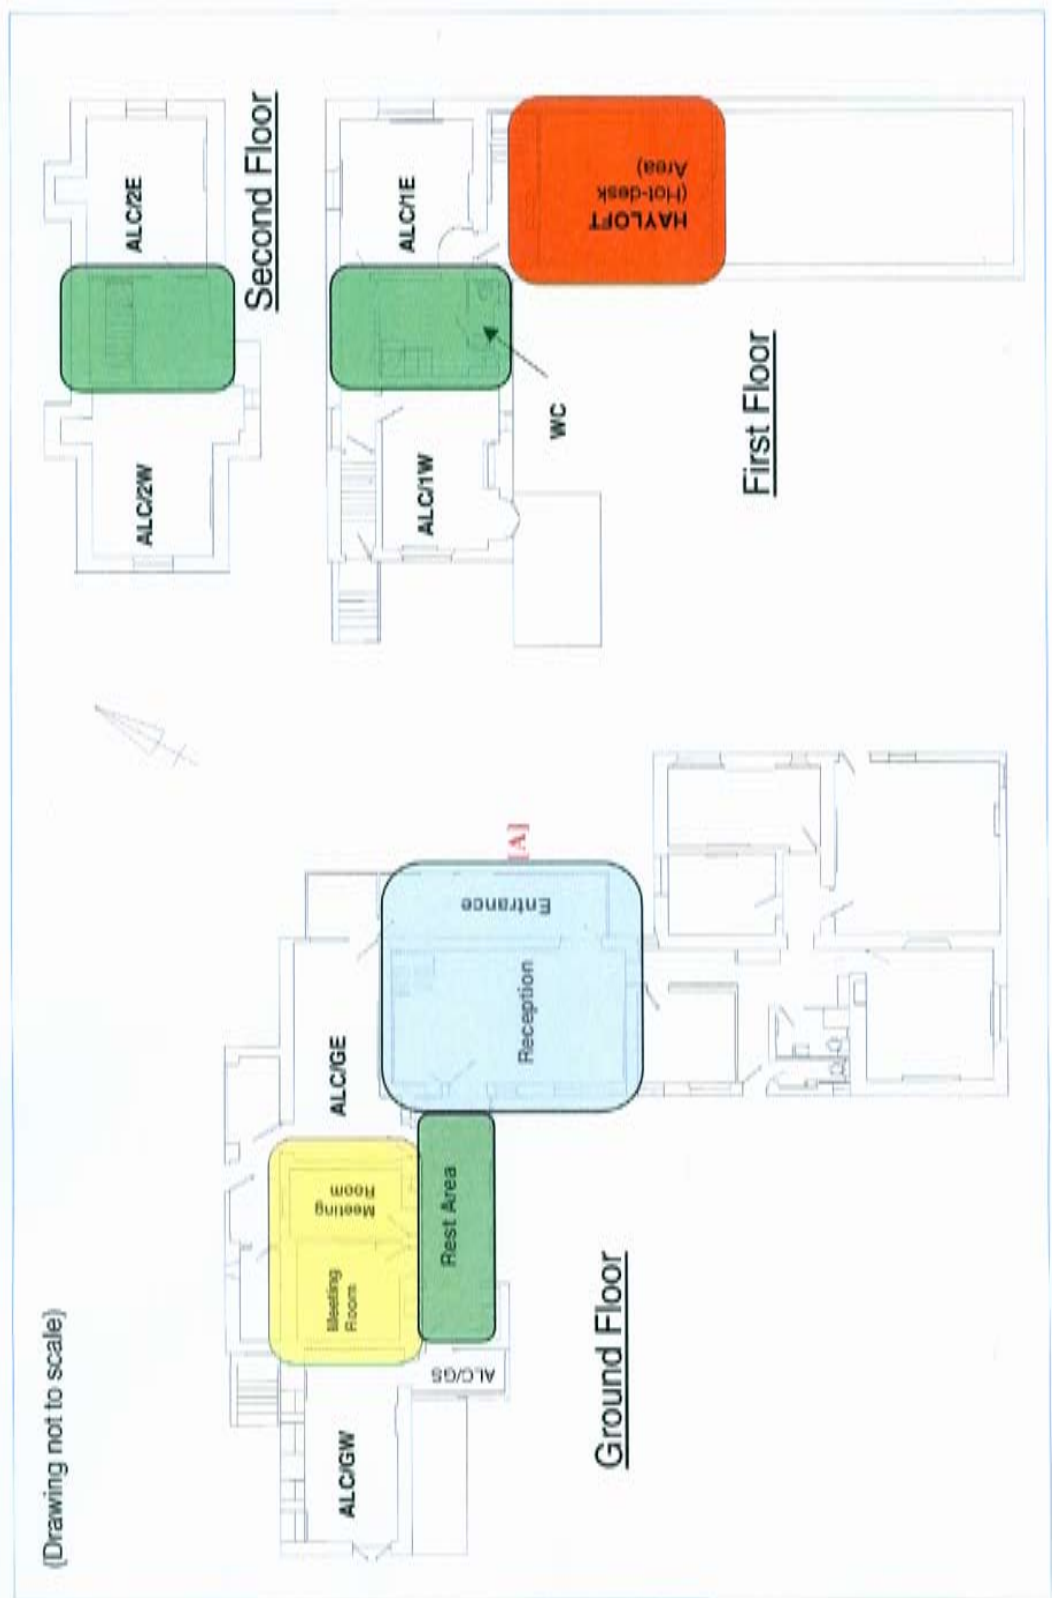 (Drawing not to scale)
ALC/2W
ALC/2E
Second Floor
ALC/1W
ALC/1E
WC
HAYLOFT
(Hot-desk
Area)
First Floor
ALC/GW
ALC/GS
Meeting
Room
Meeting
Room
ALC/GE
Rest Area
Reception
Entrance
[A]
Ground Floor